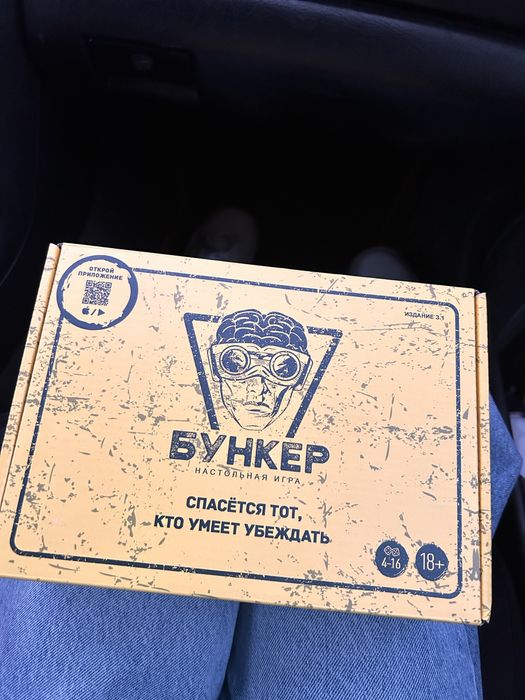 ОТКРОЙ
ПРИЛОЖЕНИЕ
ИЗДАНИЕ 3.1
БУНКЕР
НАСТОЛЬНАЯ ИГРА
СПАСЁТСЯ ТОТ,
КТО УМЕЕТ УБЕЖДАТЬ
4-16
18+